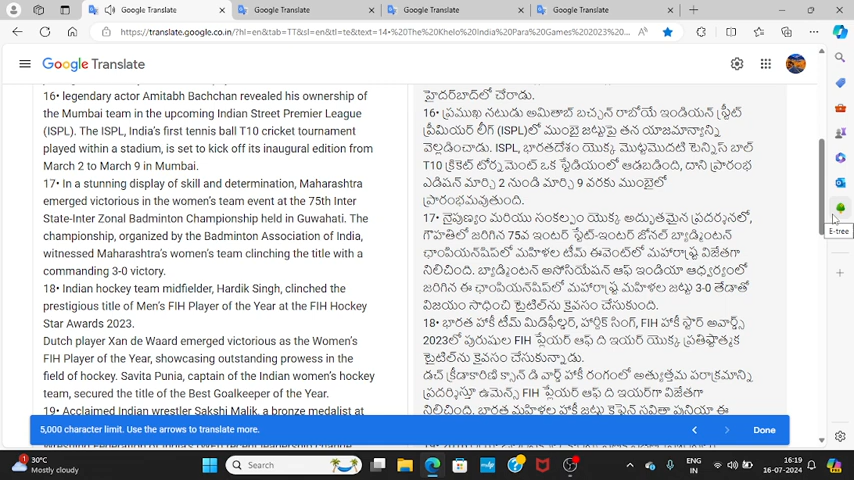 Google Translate
Google Translate
Google Translate
Google Translate
https://translate.google.co.in/?hl=en&tab=TT&sl=en&tl=te&text=14•The•Khelo•India•Para•Games•2023...
Google Translate
హైదర్‌బాద్‌లో చేరాడు.
16• legendary actor Amitabh Bachchan revealed his ownership of
the Mumbai team in the upcoming Indian Street Premier League
(ISPL). The ISPL, India's first tennis ball T10 cricket tournament
played within a stadium, is set to kick off its inaugural edition from
March 2 to March 9 in Mumbai.
17• In a stunning display of skill and determination, Maharashtra
emerged victorious in the women's team event at the 75th Inter
State-Inter Zonal Badminton Championship held in Guwahati. The
championship, organized by the Badminton Association of India,
witnessed Maharashtra's women's team clinching the title with a
commanding 3-0 victory.
18• Indian hockey team midfielder, Hardik Singh, clinched the
prestigious title of Men's FIH Player of the Year at the FIH Hockey
Star Awards 2023.
Dutch player Xan de Waard emerged victorious as the Women's
FIH Player of the Year, showcasing outstanding prowess in the
field of hockey. Savita Punia, captain of the Indian women's hockey
team, secured the title of the Best Goalkeeper of the Year.
19• Acclaimed Indian wrestler Sakshi Malik, a bronze medalist at
16• ప్రముఖ నటుడు అమితాబ్ బచ్చన్ రాబోయే ఇండియన్ స్ట్రీట్
ప్రీమియర్ లీగ్ (ISPL)లో ముంబై జట్టుపై తన యాజమాన్యాన్ని
వెల్లడించాడు. ISPL, భారతదేశం యొక్క మొట్టమొదటి టెన్నిస్ బాల్
T10 క్రికెట్ టోర్నమెంట్ ఒక స్టేడియంలో ఆడబడింది, దాని ప్రారంభ
ఎడిషన్ మార్చి 2 నుండి మార్చి 9 వరకు ముంబైలో
ప్రారంభమవుతుంది.
17• నైపుణ్యం మరియు సంకల్పం యొక్క అద్భుతమైన ప్రదర్శనలో,
గౌహతిలో జరిగిన 75వ ఇంటర్ స్టేట్-ఇంటర్ జోనల్ బ్యాడ్మింటన్
ఛాంపియన్‌షిప్‌లో మహిళల టీమ్ ఈవెంట్‌లో మహారాష్ట్ర విజేతగా
నిలిచింది. బ్యాడ్మింటన్ అసోసియేషన్ ఆఫ్ ఇండియా ఆధ్వర్యంలో
జరిగిన ఈ ఛాంపియన్‌షిప్‌లో మహారాష్ట్ర మహిళల జట్టు 3-0 తేడాతో
విజయం సాధించి టైటిల్‌ను కైవసం చేసుకుంది.
18• భారత హాకీ టీమ్ మిడ్‌ఫీల్డర్, హార్దిక్ సింగ్, FIH హాకీ స్టార్ అవార్డ్స్
2023లో పురుషుల FIH ప్లేయర్ ఆఫ్ ది ఇయర్ యొక్క ప్రతిష్టాత్మక
టైటిల్‌ను కైవసం చేసుకున్నాడు.
డచ్ క్రీడాకారిణి క్సాన్ డి వార్డ్ హాకీ రంగంలో అత్యుత్తమ పరాక్రమాన్ని
ప్రదర్శిస్తూ ఉమెన్స్ FIH ప్లేయర్ ఆఫ్ ది ఇయర్‌గా విజేతగా
నిలిచింది. భారత మహిళల హాకీ జట్టు కెప్టెన్ సవితా పునియా ఈ
E-tree
5,000 character limit. Use the arrows to translate more.
Done
30°C
Mostly cloudy
Search
ENG
IN
16:19
16-07-2024